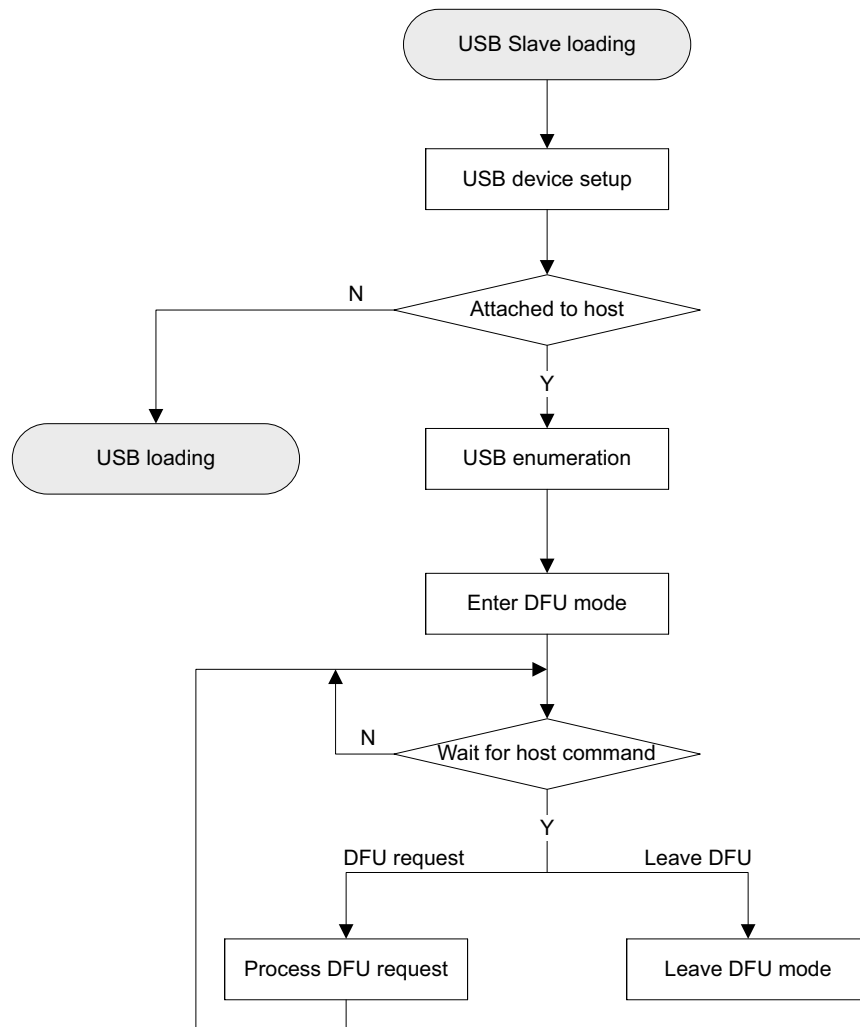 USB Slave loading
USB device setup
N
Attached to host
Y
USB loading
USB enumeration
Enter DFU mode
N
Wait for host command
Y
DFU request
Leave DFU
Process DFU request
Leave DFU mode